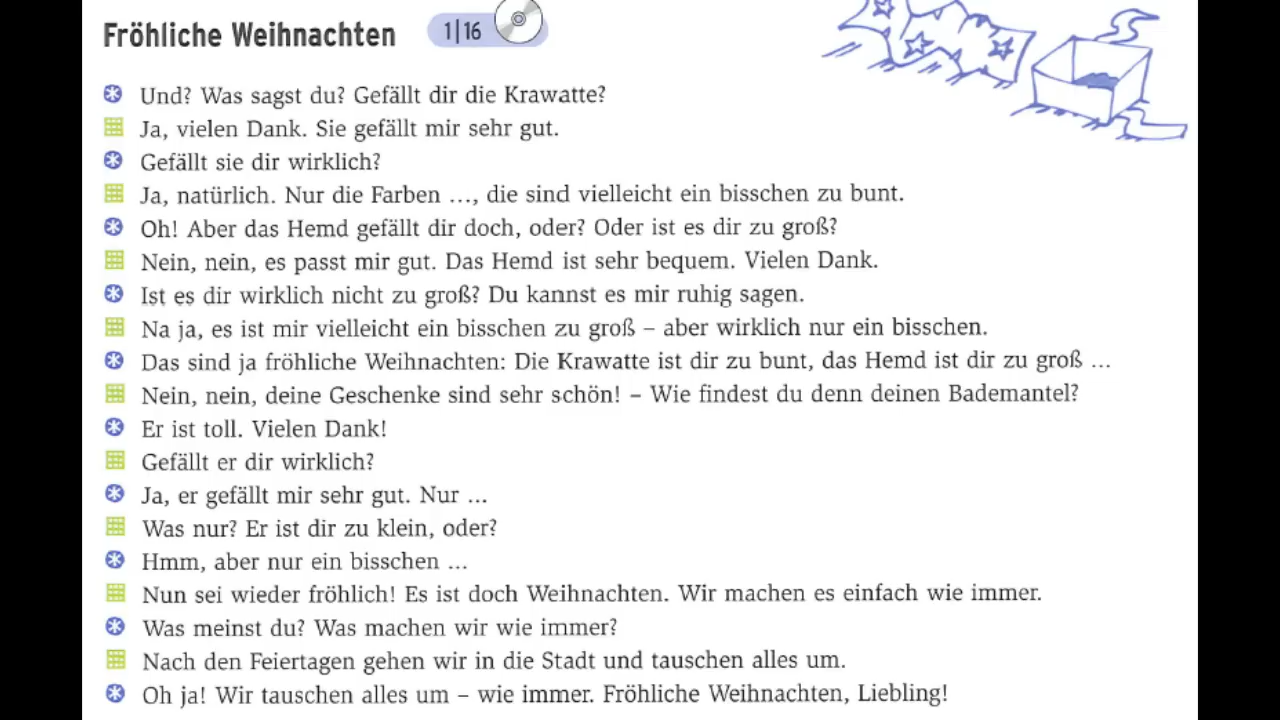 Fröhliche Weihnachten 1|16
Und? Was sagst du? Gefällt dir die Krawatte?
Ja, vielen Dank. Sie gefällt mir sehr gut.
Gefällt sie dir wirklich?
Ja, natürlich. Nur die Farben ..., die sind vielleicht ein bisschen zu bunt.
Oh! Aber das Hemd gefällt dir doch, oder? Oder ist es dir zu groß?
Nein, nein, es passt mir gut. Das Hemd ist sehr bequem. Vielen Dank.
Ist es dir wirklich nicht zu groß? Du kannst es mir ruhig sagen.
Na ja, es ist mir vielleicht ein bisschen zu groß – aber wirklich nur ein bisschen.
Das sind ja fröhliche Weihnachten: Die Krawatte ist dir zu bunt, das Hemd ist dir zu groß ...
Nein, nein, deine Geschenke sind sehr schön! – Wie findest du denn deinen Bademantel?
Er ist toll. Vielen Dank!
Gefällt er dir wirklich?
Ja, er gefällt mir sehr gut. Nur ...
Was nur? Er ist dir zu klein, oder?
Hmm, aber nur ein bisschen ...
Nun sei wieder fröhlich! Es ist doch Weihnachten. Wir machen es einfach wie immer.
Was meinst du? Was machen wir wie immer?
Nach den Feiertagen gehen wir in die Stadt und tauschen alles um.
Oh ja! Wir tauschen alles um – wie immer. Fröhliche Weihnachten, Liebling!